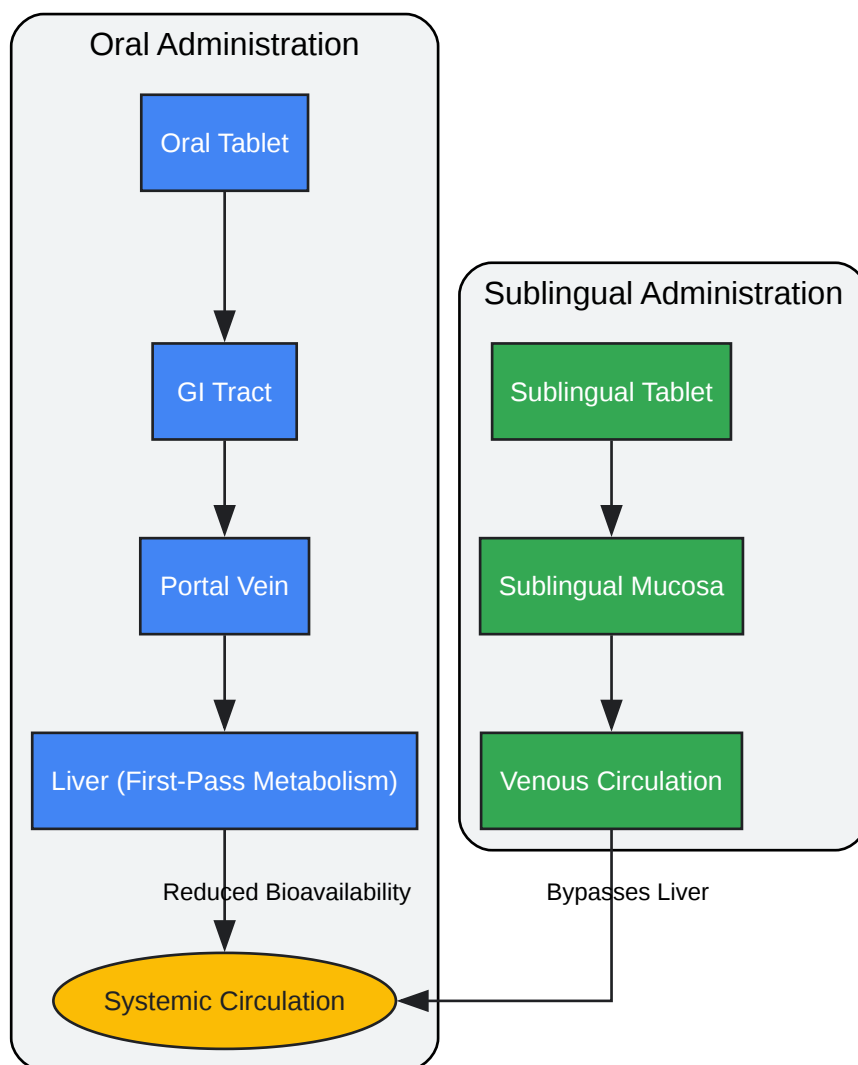 Oral Administration
Oral Tablet
GI Tract
Portal Vein
Liver (First-Pass Metabolism)
Reduced Bioavailability
Systemic Circulation
Sublingual Administration
Sublingual Tablet
Sublingual Mucosa
Venous Circulation
Bypasses Liver